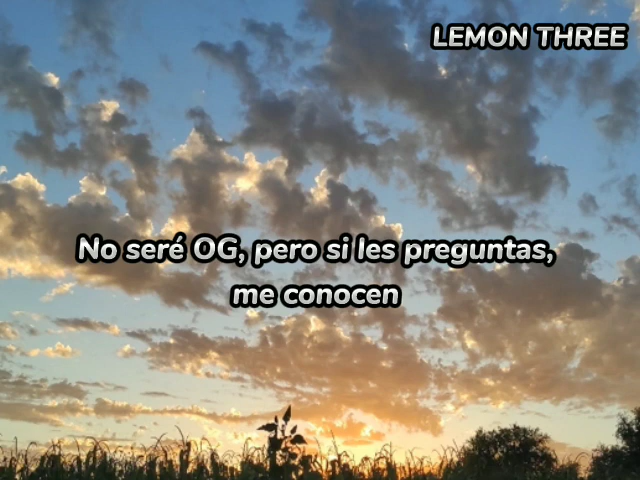 LEMON THREE
No seré OG, pero si les preguntas,
me conocen